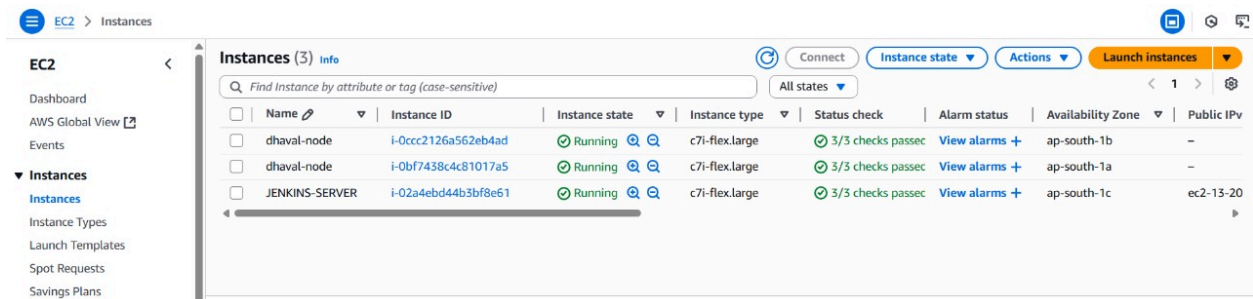 EC2 > Instances
EC2
Dashboard
AWS Global View
Events
Instances
Instances
Instance Types
Launch Templates
Spot Requests
Savings Plans
Instances (3) Info
Connect
Instance state
Actions
Launch instances
Find Instance by attribute or tag (case-sensitive)
All states
1
Name Instance ID Instance state Instance type Status check Alarm status Availability Zone Public IPv
dhaval-node i-0ccc2126a562eb4ad Running c7i-flex.large 3/3 checks passec View alarms + ap-south-1b –
dhaval-node i-0bf7438c4c81017a5 Running c7i-flex.large 3/3 checks passec View alarms + ap-south-1a –
JENKINS-SERVER i-02a4ebd44b3bf8e61 Running c7i-flex.large 3/3 checks passec View alarms + ap-south-1c ec2-13-20